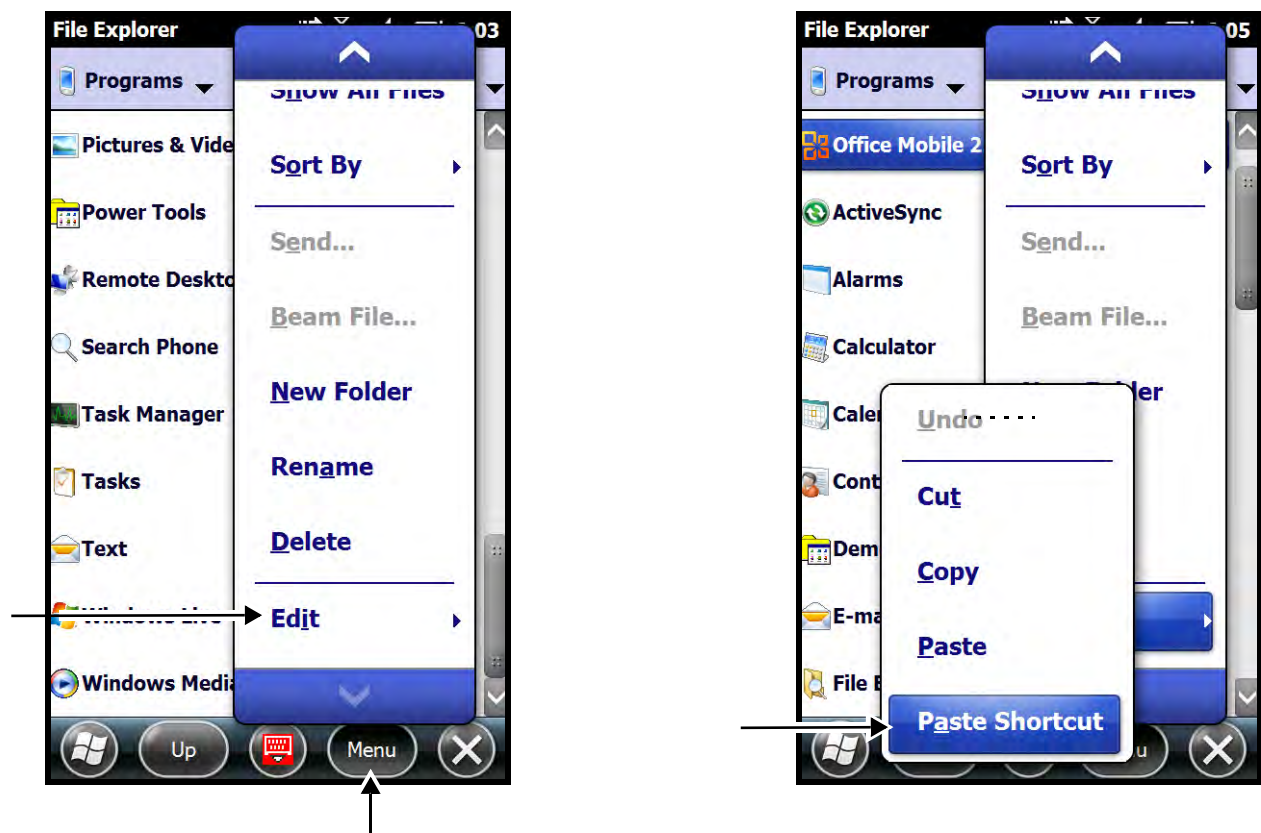 File Explorer
03
Programs
Show All Files
Pictures & Vide
Sort By
Power Tools
Send...
Remote Deskto
Beam File...
Search Phone
New Folder
Task Manager
Rename
Tasks
Delete
Text
Edit
Windows Media
Up
Menu
File Explorer
05
Programs
Show All Files
Office Mobile 2
Sort By
ActiveSync
Send...
Alarms
Beam File...
Calculator
ler
Cale
Undo
Cont
Cut
Dem
Copy
E-ma
Paste
File E
Paste Shortcut
u